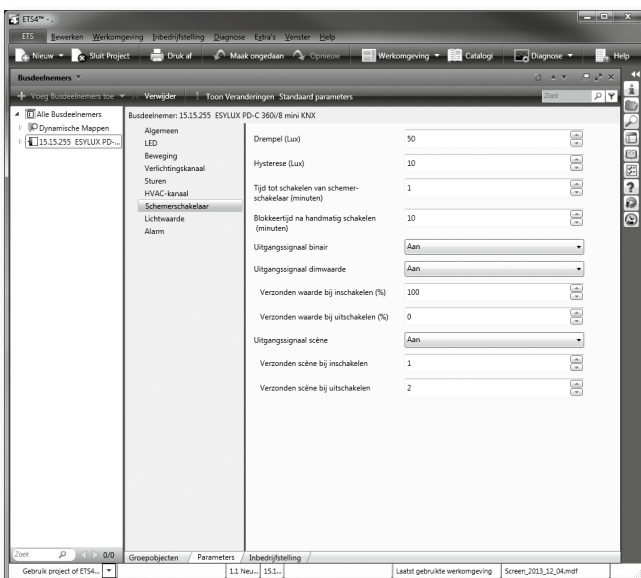 ETS4™ - .
ETS Bewerken Werkomgeving Inbedrijfstelling Diagnose Extra's Venster Help
Nieuw Sluit Project Druk af Maak ongedaan Opnieuw Werkomgeving Catalogi Diagnose Help
Busdeelnemers
Voeg Busdeelnemers toe Verwijder Toon Veranderingen Standaard parameters Zoek
Alle Busdeelnemers
Dynamische Mappen
15.15.255 ESYLUX PD-...
Busdeelnemer: 15.15.255 ESYLUX PD-C 360i/8 mini KNX
Algemeen
LED
Beweging
Verlichtingskanaal
Sturen
HVAC-kanaal
Schemerschakelaar
Lichtwaarde
Alarm
Drempel (Lux) 50
Hysterese (Lux) 10
Tijd tot schakelen van schemer-
schakelaar (minuten) 1
Blokkeertijd na handmatig schakelen
(minuten) 10
Uitgangssignaal binair Aan
Uitgangssignaal dimwaarde Aan
Verzonden waarde bij inschakelen (%) 100
Verzonden waarde bij uitschakelen (%) 0
Uitgangssignaal scène Aan
Verzonden scène bij inschakelen 1
Verzonden scène bij uitschakelen 2
Zoek 0/0
Groepobjecten Parameters Inbedrijfstelling
Gebruik project of ETS4... 1.1 Neu... 15.1... Laatst gebruikte werkomgeving Screen_2013_12_04.mdf